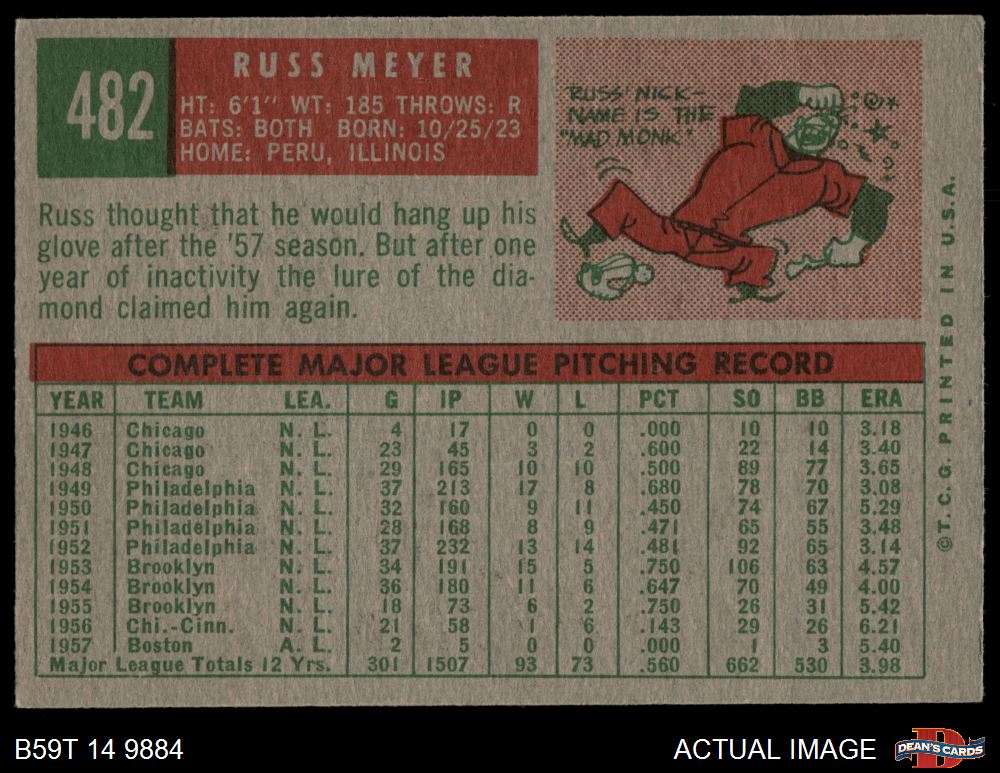 482
RUSS MEYER
HT: 6'1" WT: 185 THROWS: R
BATS: BOTH BORN: 10/25/23
HOME: PERU, ILLINOIS
RUSS' NICK-
NAME IS THE
"MAD MONK"
Russ thought that he would hang up his
glove after the '57 season. But after one
year of inactivity the lure of the dia-
mond claimed him again.
COMPLETE MAJOR LEAGUE PITCHING RECORD
YEAR TEAM LEA. G IP W L PCT SO BB ERA
1946 Chicago N. L. 4 17 0 0 .000 10 10 3.18
1947 Chicago N. L. 23 45 3 2 .600 22 14 3.40
1948 Chicago N. L. 29 165 10 10 .500 89 77 3.65
1949 Philadelphia N. L. 37 213 17 8 .680 78 70 3.08
1950 Philadelphia N. L. 32 160 9 11 .450 74 67 5.29
1951 Philadelphia N. L. 28 168 8 9 .471 65 55 3.48
1952 Philadelphia N. L. 37 232 13 14 .481 92 65 3.14
1953 Brooklyn N. L. 34 191 15 5 .750 106 63 4.57
1954 Brooklyn N. L. 36 180 11 6 .647 70 49 4.00
1955 Brooklyn N. L. 18 73 6 2 .750 26 31 5.42
1956 Chi.-Cinn. N. L. 21 58 1 6 .143 29 26 6.21
1957 Boston A. L. 2 5 0 0 .000 1 3 5.40
Major League Totals 12 Yrs. 301 1507 93 73 .560 662 530 3.98
©T. C. G. PRINTED IN U.S.A.
B59T 14 9884
ACTUAL IMAGE
D
DEAN'S CARDS